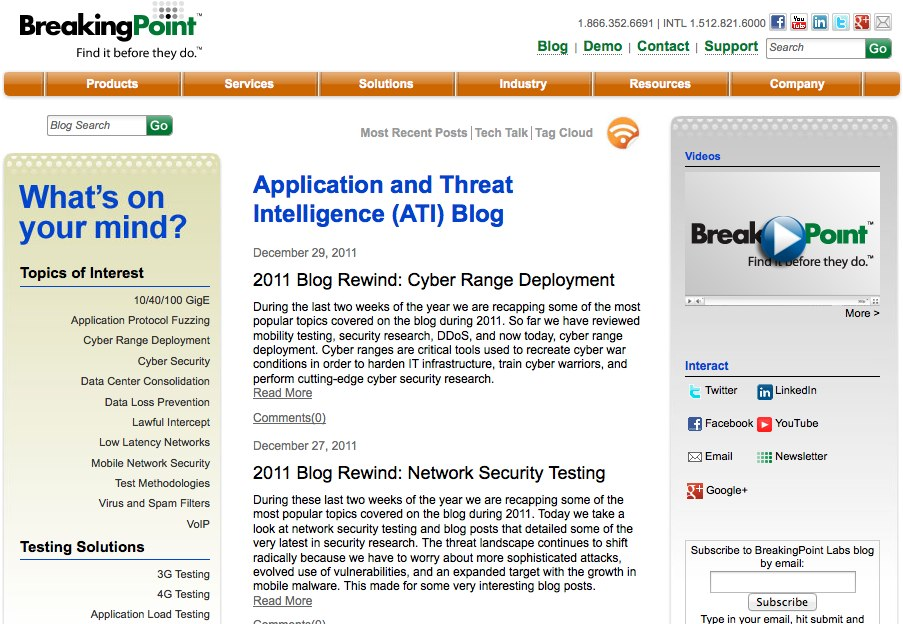 BreakingPoint™
Find it before they do.™
1.866.352.6691 | INTL 1.512.821.6000
Blog | Demo | Contact | Support
Search Go
Products Services Solutions Industry Resources Company
Blog Search Go
Most Recent Posts | Tech Talk | Tag Cloud
What's on
your mind?
Topics of Interest
10/40/100 GigE
Application Protocol Fuzzing
Cyber Range Deployment
Cyber Security
Data Center Consolidation
Data Loss Prevention
Lawful Intercept
Low Latency Networks
Mobile Network Security
Test Methodologies
Virus and Spam Filters
VoIP
Testing Solutions
3G Testing
4G Testing
Application Load Testing
Application and Threat
Intelligence (ATI) Blog
December 29, 2011
2011 Blog Rewind: Cyber Range Deployment
During the last two weeks of the year we are recapping some of the most
popular topics covered on the blog during 2011. So far we have reviewed
mobility testing, security research, DDoS, and now today, cyber range
deployment. Cyber ranges are critical tools used to recreate cyber war
conditions in order to harden IT infrastructure, train cyber warriors, and
perform cutting-edge cyber security research.
Read More
Comments(0)
December 27, 2011
2011 Blog Rewind: Network Security Testing
During these last two weeks of the year we are recapping some of the
most popular topics covered on the blog during 2011. Today we take a
look at network security testing and blog posts that detailed some of the
very latest in security research. The threat landscape continues to shift
radically because we have to worry about more sophisticated attacks,
evolved use of vulnerabilities, and an expanded target with the growth in
mobile malware. This made for some very interesting blog posts.
Read More
Comments(0)
Videos
Break Point™
Find it before they do.™
More >
Interact
Twitter LinkedIn
Facebook YouTube
Email Newsletter
Google+
Subscribe to BreakingPoint Labs blog
by email:
Subscribe
Type in your email, hit submit and